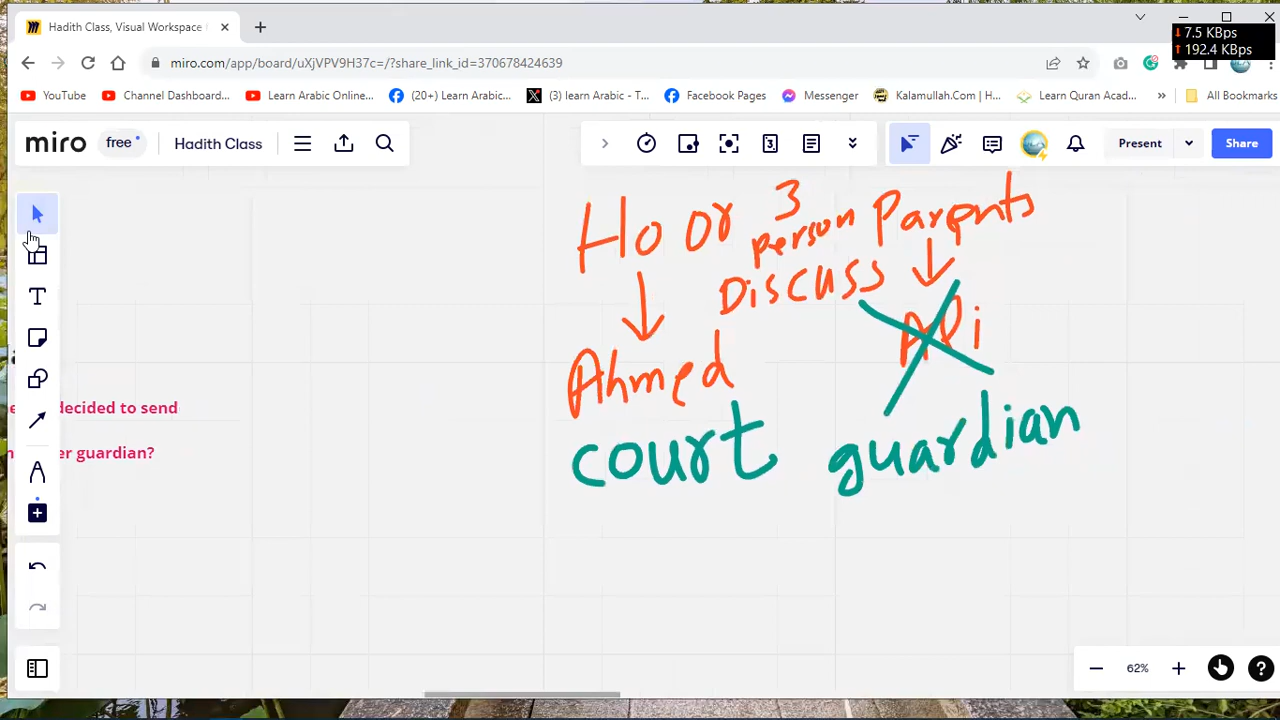 Hadith Class, Visual Workspace
7.5 KBps
192.4 KBps
miro.com/app/board/uXjVPV9H37c=/?share_link_id=370678424639
YouTube
Channel Dashboard...
Learn Arabic Online...
(20+) Learn Arabic...
(3) learn Arabic - T...
Facebook Pages
Messenger
Kalamullah.Com | H...
Learn Quran Acad...
All Bookmarks
miro free Hadith Class
Present
Share
Ho or 3 person Parents
Discuss
Ali
Ahmed
decided to send
court guardian
er guardian?
62%